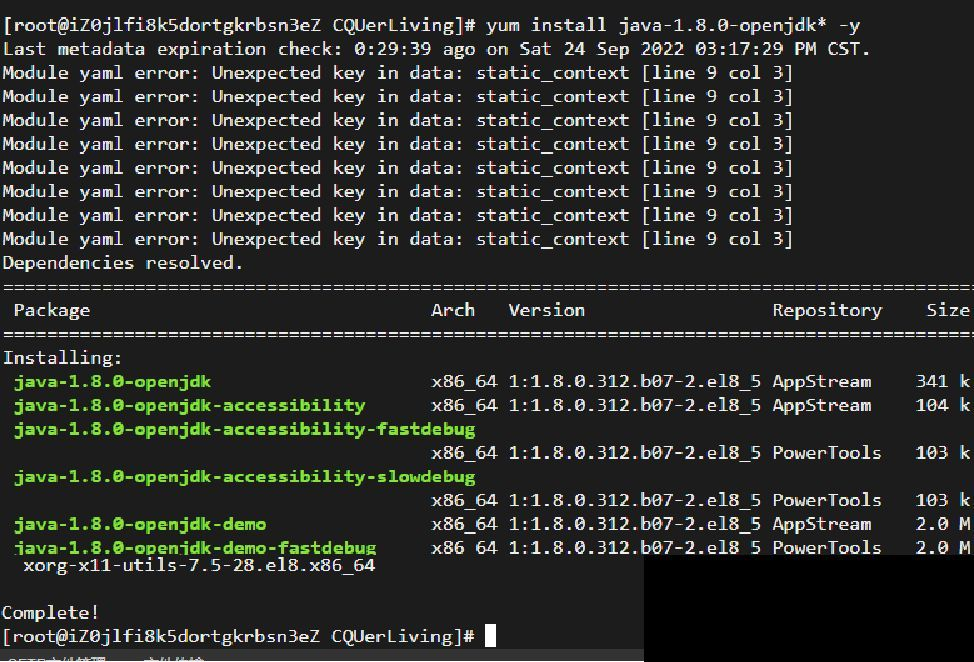 [root@iZ0jlfi8k5dortgkrbsn3eZ CQUerLiving]# yum install java-1.8.0-openjdk* -y
Last metadata expiration check: 0:29:39 ago on Sat 24 Sep 2022 03:17:29 PM CST.
Module yaml error: Unexpected key in data: static_context [line 9 col 3]
Module yaml error: Unexpected key in data: static_context [line 9 col 3]
Module yaml error: Unexpected key in data: static_context [line 9 col 3]
Module yaml error: Unexpected key in data: static_context [line 9 col 3]
Module yaml error: Unexpected key in data: static_context [line 9 col 3]
Module yaml error: Unexpected key in data: static_context [line 9 col 3]
Module yaml error: Unexpected key in data: static_context [line 9 col 3]
Module yaml error: Unexpected key in data: static_context [line 9 col 3]
Dependencies resolved.
Package Arch Version Repository Size
Installing:
java-1.8.0-openjdk x86_64 1:1.8.0.312.b07-2.el8_5 AppStream 341 k
java-1.8.0-openjdk-accessibility x86_64 1:1.8.0.312.b07-2.el8_5 AppStream 104 k
java-1.8.0-openjdk-accessibility-fastdebug
x86_64 1:1.8.0.312.b07-2.el8_5 PowerTools 103 k
java-1.8.0-openjdk-accessibility-slowdebug
x86_64 1:1.8.0.312.b07-2.el8_5 PowerTools 103 k
java-1.8.0-openjdk-demo x86_64 1:1.8.0.312.b07-2.el8_5 AppStream 2.0 M
java-1.8.0-openjdk-demo-fastdebug x86_64 1:1.8.0.312.b07-2.el8_5 PowerTools 2.0 M
xorg-x11-utils-7.5-28.el8.x86_64
Complete!
[root@iZ0jlfi8k5dortgkrbsn3eZ CQUerLiving]#